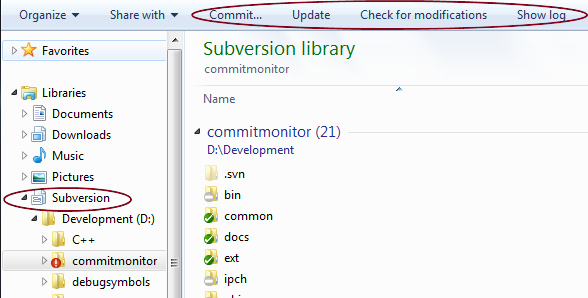 Organize Share with Commit... Update Check for modifications Show log
Favorites
Libraries
Documents
Downloads
Music
Pictures
Subversion
Development (D:)
C++
commitmonitor
debugsymbols
Subversion library
commitmonitor
Name
commitmonitor (21)
D:\Development
.svn
bin
common
docs
ext
ipch